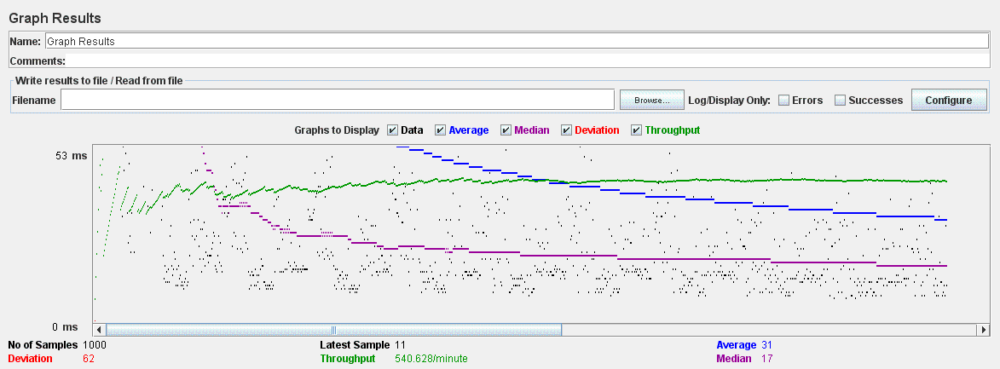 Graph Results
Name: Graph Results
Comments:
Write results to file / Read from file
Filename Browse... Log/Display Only: Errors Successes Configure
Graphs to Display Data Average Median Deviation Throughput
53 ms
0 ms
No of Samples 1000 Latest Sample 11 Average 31
Deviation 62 Throughput 540.628/minute Median 17